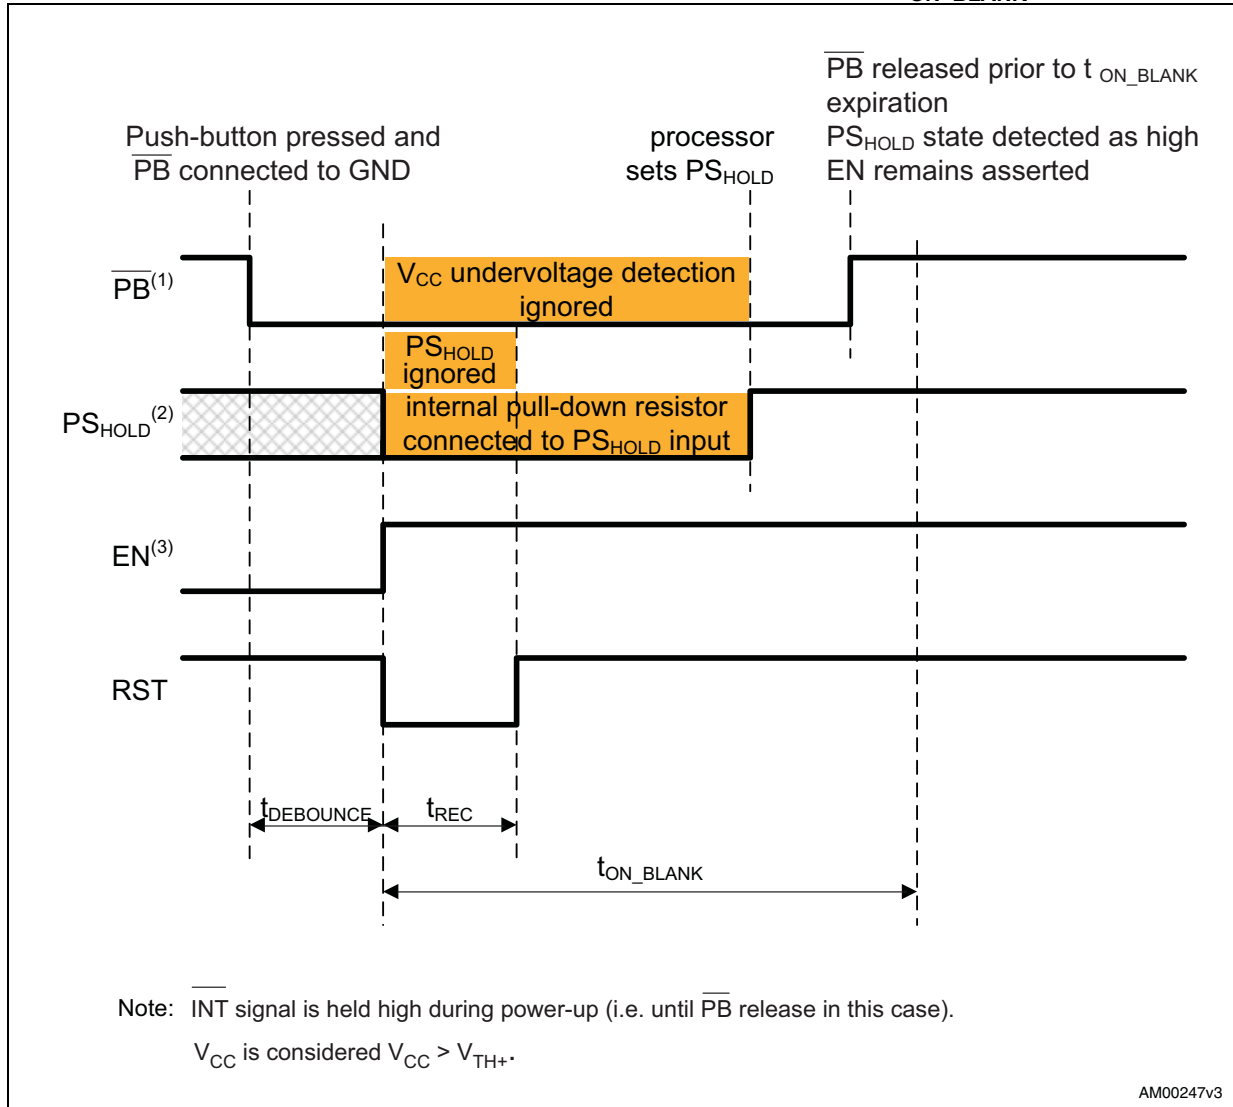 PB released prior to t ON_BLANK
expiration
PSHOLD state detected as high
EN remains asserted
Push-button pressed and
PB connected to GND
processor
sets PSHOLD
PB(1)
VCC undervoltage detection
ignored
PSHOLD
ignored
PSHOLD(2)
internal pull-down resistor
connected to PSHOLD input
EN(3)
RST
tDEBOUNCE
tREC
tON_BLANK
Note: INT signal is held high during power-up (i.e. until PB release in this case).
VCC is considered VCC > VTH+.
AM00247v3